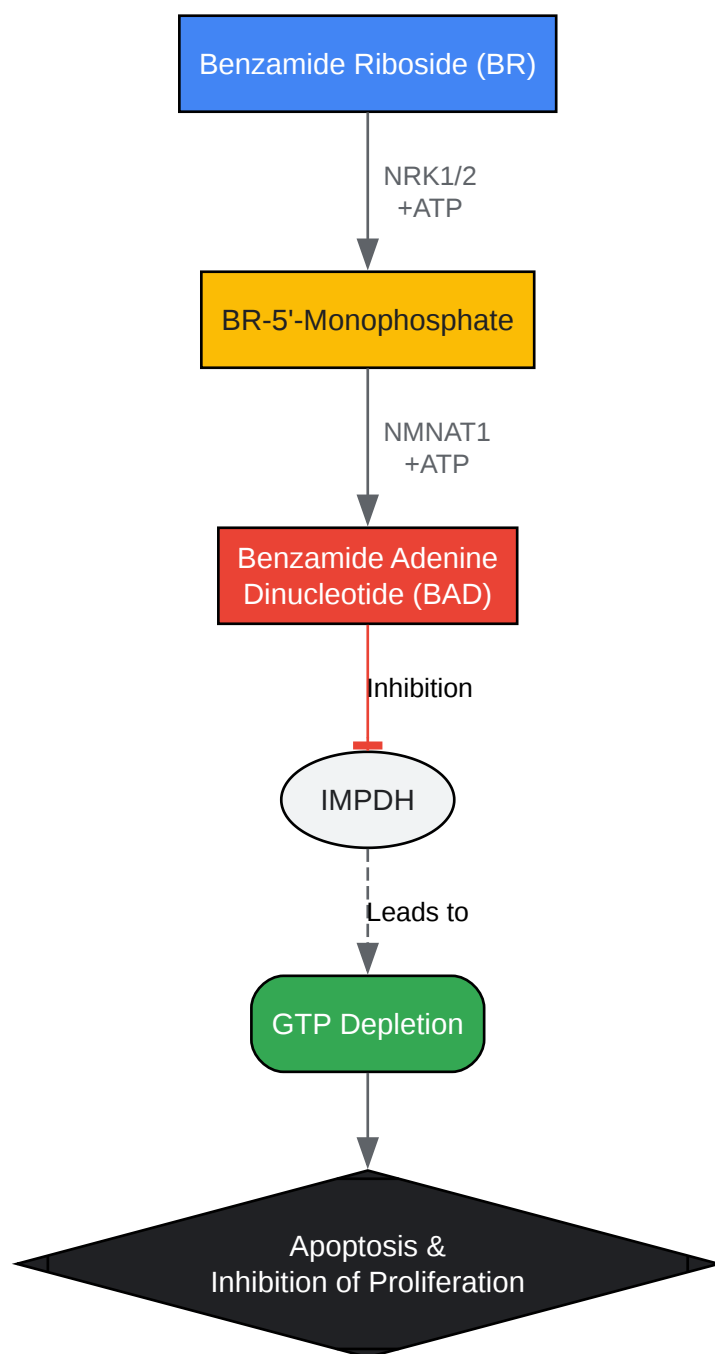 Benzamide Riboside (BR)
NRK1/2
+ATP
BR-5'-Monophosphate
NMNAT1
+ATP
Benzamide Adenine
Dinucleotide (BAD)
Inhibition
IMPDH
Leads to
GTP Depletion
Apoptosis &
Inhibition of Proliferation